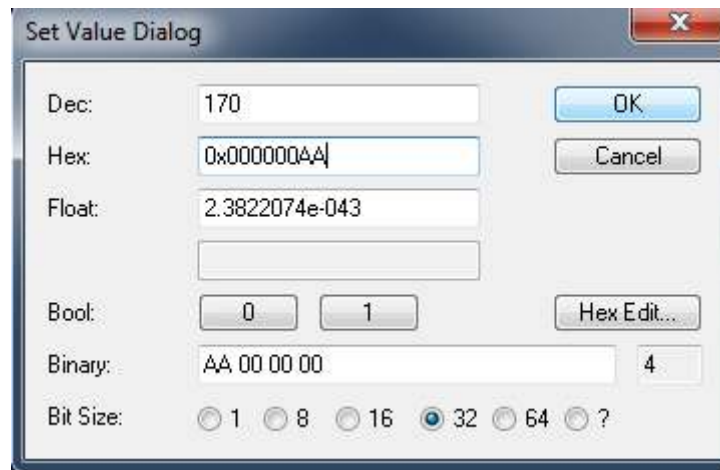 Set Value Dialog
Dec: 170 OK
Hex: 0x000000AA Cancel
Float: 2.3822074e-043
Bool: 0 1 Hex Edit...
Binary: AA 00 00 00 4
Bit Size: 1 8 16 32 64 ?